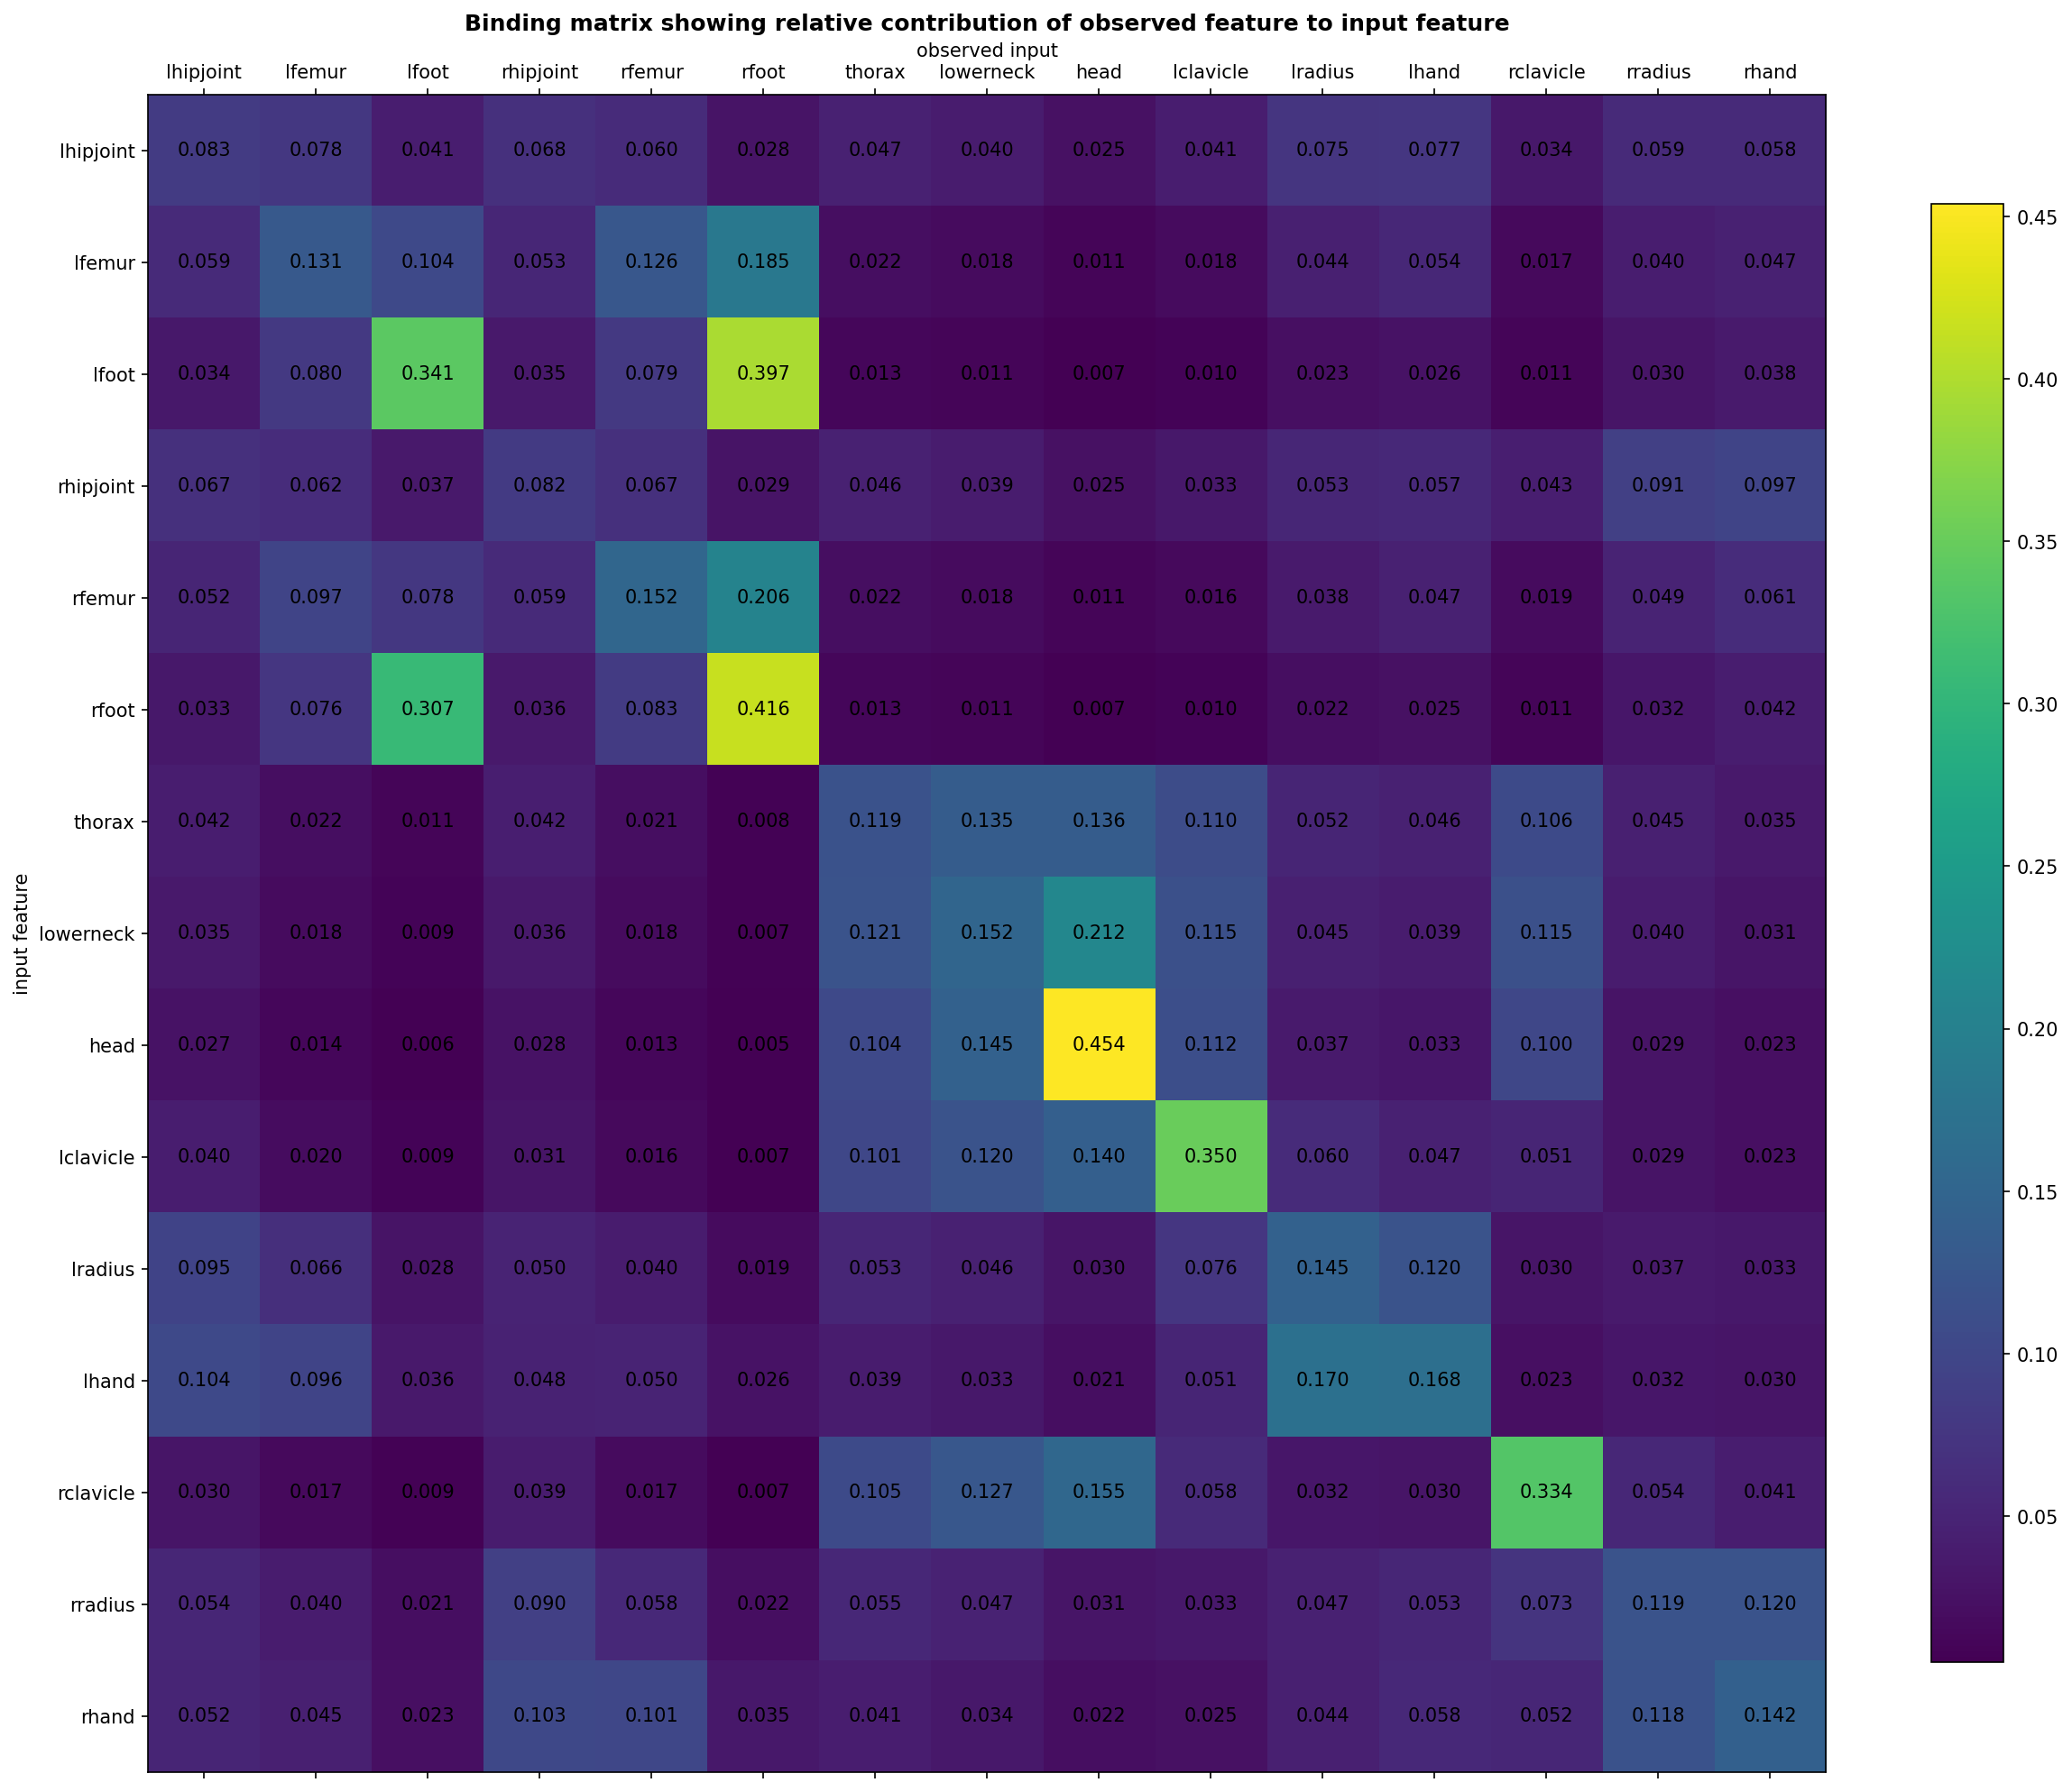 Binding matrix showing relative contribution of observed feature to input feature
observed input
lhipjoint lfemur lfoot rhipjoint rfemur rfoot thorax lowerneck head lclavicle lradius lhand rclavicle rradius rhand
lhipjoint 0.083 0.078 0.041 0.068 0.060 0.028 0.047 0.040 0.025 0.041 0.075 0.077 0.034 0.059 0.058
lfemur 0.059 0.131 0.104 0.053 0.126 0.185 0.022 0.018 0.011 0.018 0.044 0.054 0.017 0.040 0.047
lfoot 0.034 0.080 0.341 0.035 0.079 0.397 0.013 0.011 0.007 0.010 0.023 0.026 0.011 0.030 0.038
rhipjoint 0.067 0.062 0.037 0.082 0.067 0.029 0.046 0.039 0.025 0.033 0.053 0.057 0.043 0.091 0.097
rfemur 0.052 0.097 0.078 0.059 0.152 0.206 0.022 0.018 0.011 0.016 0.038 0.047 0.019 0.049 0.061
rfoot 0.033 0.076 0.307 0.036 0.083 0.416 0.013 0.011 0.007 0.010 0.022 0.025 0.011 0.032 0.042
thorax 0.042 0.022 0.011 0.042 0.021 0.008 0.119 0.135 0.136 0.110 0.052 0.046 0.106 0.045 0.035
lowerneck 0.035 0.018 0.009 0.036 0.018 0.007 0.121 0.152 0.212 0.115 0.045 0.039 0.115 0.040 0.031
head 0.027 0.014 0.006 0.028 0.013 0.005 0.104 0.145 0.454 0.112 0.037 0.033 0.100 0.029 0.023
lclavicle 0.040 0.020 0.009 0.031 0.016 0.007 0.101 0.120 0.140 0.350 0.060 0.047 0.051 0.029 0.023
lradius 0.095 0.066 0.028 0.050 0.040 0.019 0.053 0.046 0.030 0.076 0.145 0.120 0.030 0.037 0.033
lhand 0.104 0.096 0.036 0.048 0.050 0.026 0.039 0.033 0.021 0.051 0.170 0.168 0.023 0.032 0.030
rclavicle 0.030 0.017 0.009 0.039 0.017 0.007 0.105 0.127 0.155 0.058 0.032 0.030 0.334 0.054 0.041
rradius 0.054 0.040 0.021 0.090 0.058 0.022 0.055 0.047 0.031 0.033 0.047 0.053 0.073 0.119 0.120
rhand 0.052 0.045 0.023 0.103 0.101 0.035 0.041 0.034 0.022 0.025 0.044 0.058 0.052 0.118 0.142
input feature
0.45
0.40
0.35
0.30
0.25
0.20
0.15
0.10
0.05